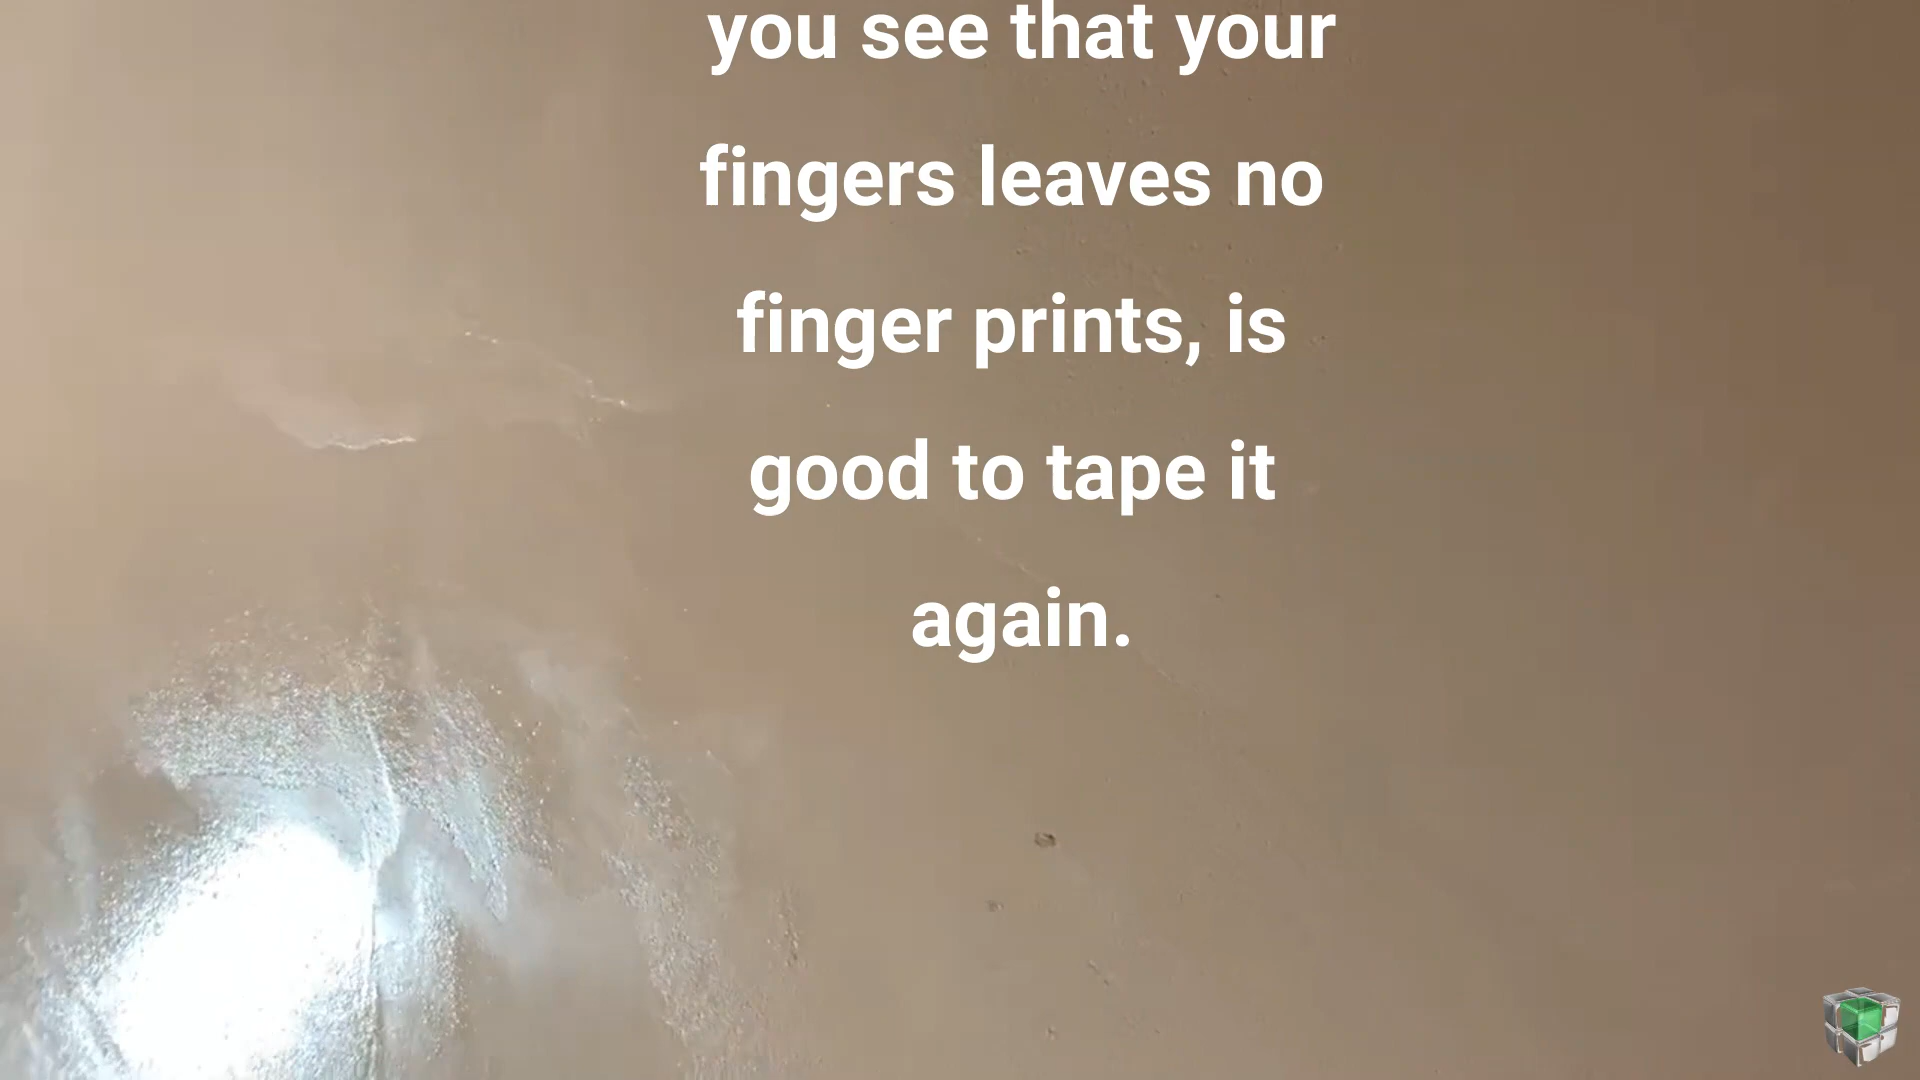 you see that your
fingers leaves no
finger prints, is
good to tape it
again.